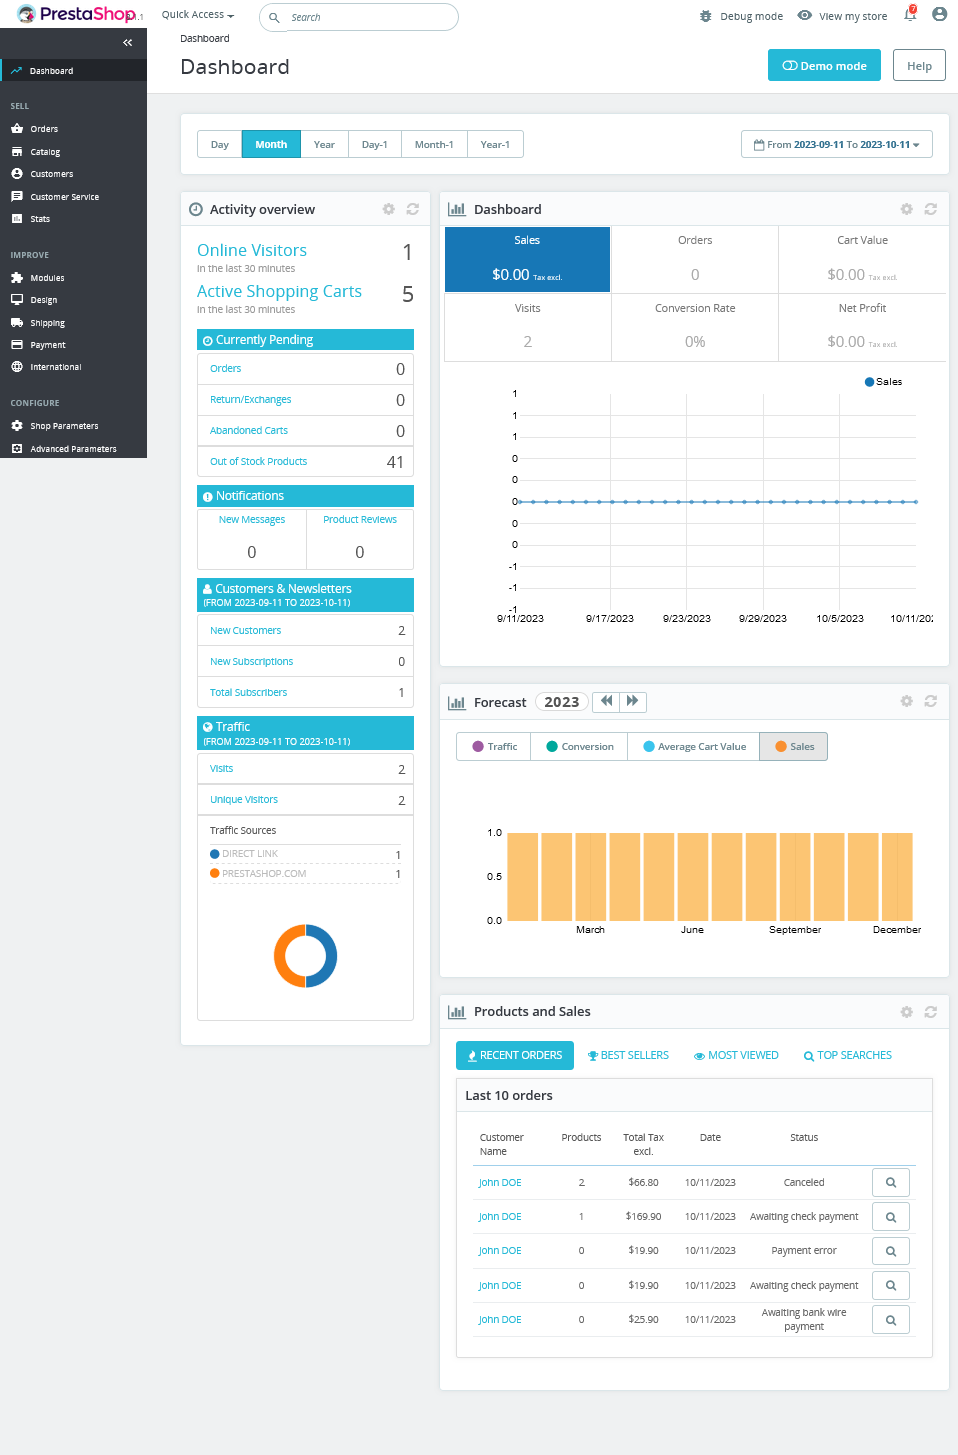 PrestaShop
Quick Access
Search
Debug mode
View my store
7
Dashboard
Dashboard
Demo mode
Help
Dashboard
SELL
Orders
Catalog
Customers
Customer Service
Stats
IMPROVE
Modules
Design
Shipping
Payment
International
CONFIGURE
Shop Parameters
Advanced Parameters
Day Month Year Day-1 Month-1 Year-1
From 2023-09-11 To 2023-10-11
Activity overview
Online Visitors 1
in the last 30 minutes
Active Shopping Carts 5
in the last 30 minutes
Currently Pending
Orders 0
Return/Exchanges 0
Abandoned Carts 0
Out of Stock Products 41
Notifications
New Messages Product Reviews
0 0
Customers & Newsletters
(FROM 2023-09-11 TO 2023-10-11)
New Customers 2
New Subscriptions 0
Total Subscribers 1
Traffic
(FROM 2023-09-11 TO 2023-10-11)
Visits 2
Unique Visitors 2
Traffic Sources
DIRECT LINK 1
PRESTASHOP.COM 1
Dashboard
Sales Orders Cart Value
$0.00 Tax excl. 0 $0.00 Tax excl.
Visits Conversion Rate Net Profit
2 0% $0.00 Tax excl.
Sales
1
1
1
0
0
0
0
0
-1
-1
-1
9/11/2023 9/17/2023 9/23/2023 9/29/2023 10/5/2023 10/11/202
Forecast 2023
Traffic Conversion Average Cart Value Sales
1.0
0.5
0.0
March June September December
Products and Sales
RECENT ORDERS BEST SELLERS MOST VIEWED TOP SEARCHES
Last 10 orders
Customer Name Products Total Tax excl. Date Status
John DOE 2 $66.80 10/11/2023 Canceled
John DOE 1 $169.90 10/11/2023 Awaiting check payment
John DOE 0 $19.90 10/11/2023 Payment error
John DOE 0 $19.90 10/11/2023 Awaiting check payment
John DOE 0 $25.90 10/11/2023 Awaiting bank wire payment